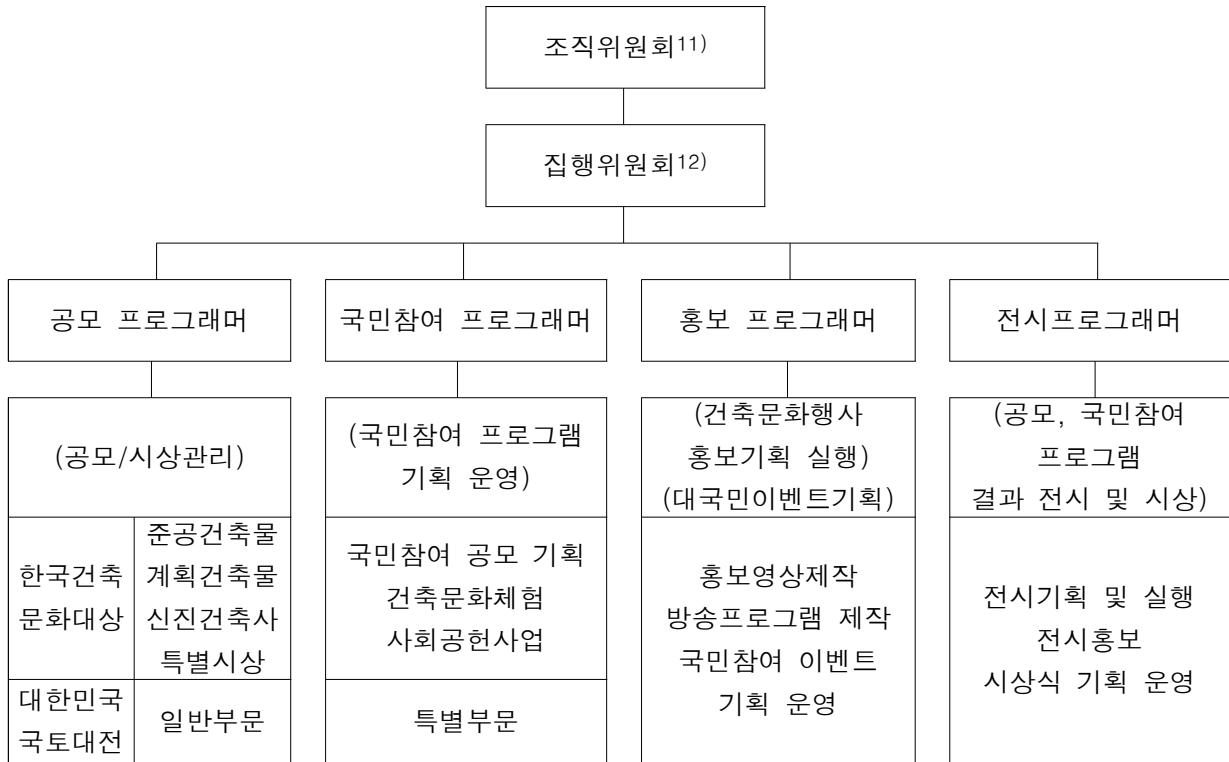 조직위원회11)
집행위원회12)
공모 프로그래머
국민참여 프로그래머
홍보 프로그래머
전시프로그래머
(공모/시상관리)
한국건축
문화대상
준공건축물
계획건축물
신진건축사
특별시상
대한민국
국토대전
일반부문
(국민참여 프로그램
기획 운영)
국민참여 공모 기획
건축문화체험
사회공헌사업
특별부문
(건축문화행사
홍보기획 실행)
(대국민이벤트기획)
홍보영상제작
방송프로그램 제작
국민참여 이벤트
기획 운영
(공모, 국민참여
프로그램
결과 전시 및 시상)
전시기획 및 실행
전시홍보
시상식 기획 운영